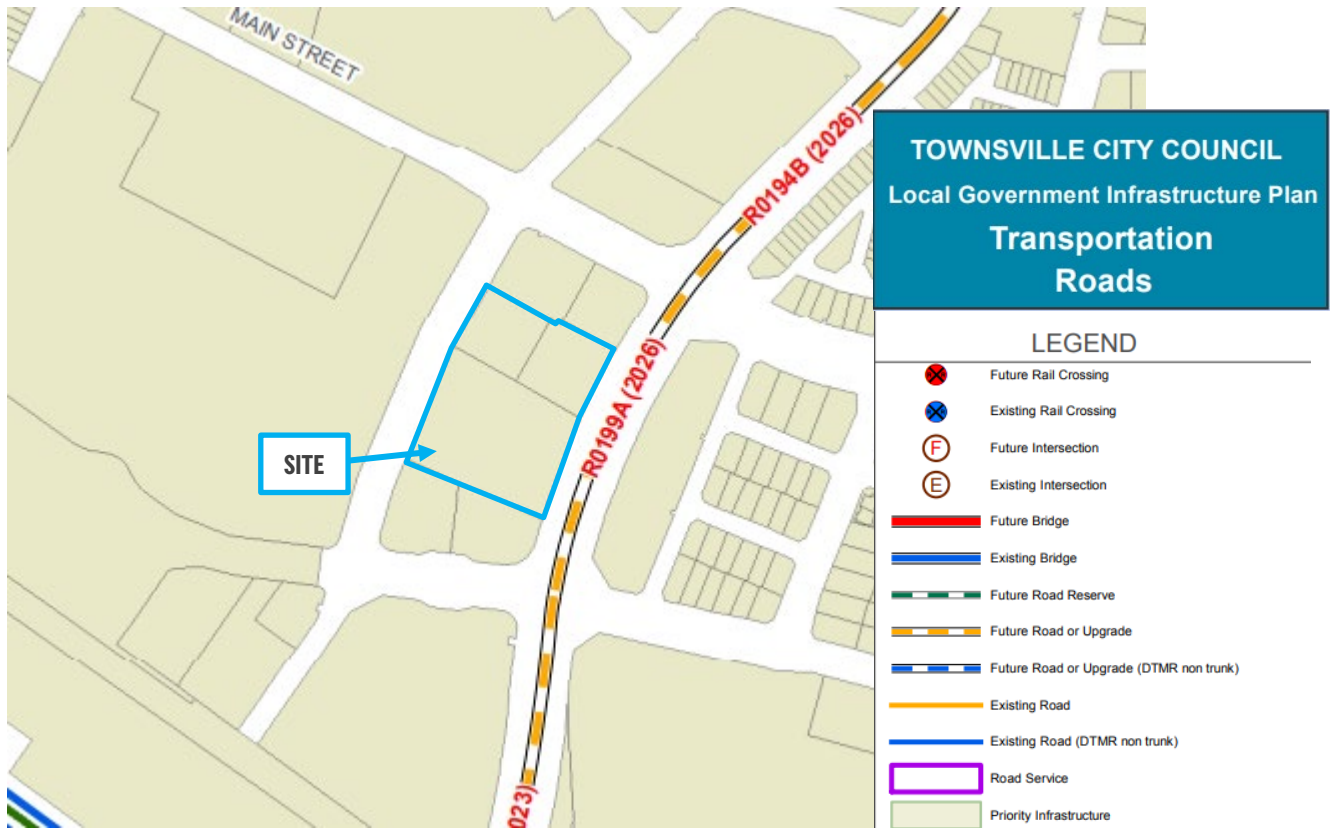 MAIN STREET
R0194B (2026)
R0199A (2026)
023)
SITE
TOWNSVILLE CITY COUNCIL
Local Government Infrastructure Plan
Transportation
Roads
LEGEND
Future Rail Crossing
Existing Rail Crossing
F
Future Intersection
E
Existing Intersection
Future Bridge
Existing Bridge
Future Road Reserve
Future Road or Upgrade
Future Road or Upgrade (DTMR non trunk)
Existing Road
Existing Road (DTMR non trunk)
Road Service
Priority Infrastructure